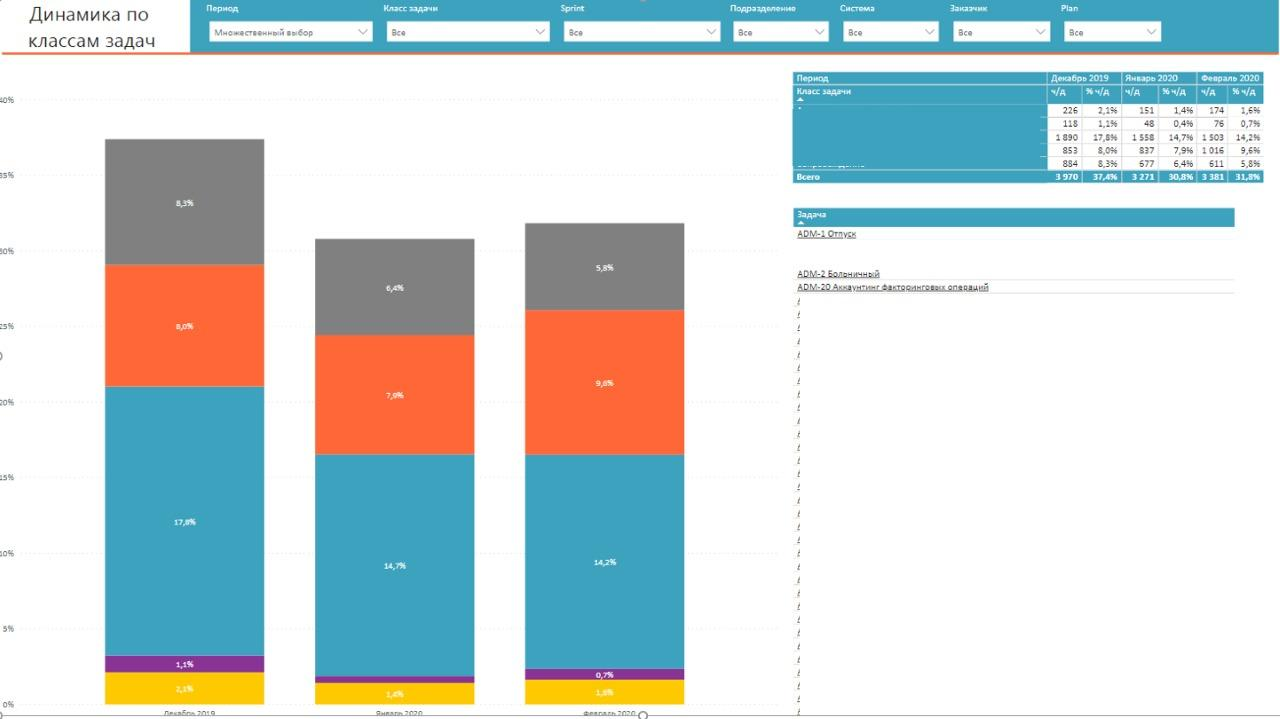 Динамика по
классам задач
Период
Класс задачи
Sprint
Подразделение
Система
Заказчик
Plan
Множественный выбор
Все
Все
Все
Все
Все
Все
40%
35%
30%
25%
20%
15%
10%
5%
0%
8,3%
8,0%
17,8%
1,1%
2,1%
6,4%
7,9%
14,7%
1,4%
5,8%
9,6%
14,2%
0,7%
1,6%
Декабрь 2019
Январь 2020
Февраль 2020
Период Декабрь 2019 Январь 2020 Февраль 2020
Класс задачи ч/д % ч/д ч/д % ч/д ч/д % ч/д
226 2,1% 151 1,4% 174 1,6%
118 1,1% 48 0,4% 76 0,7%
1 890 17,8% 1 558 14,7% 1 503 14,2%
853 8,0% 837 7,9% 1 016 9,6%
884 8,3% 677 6,4% 611 5,8%
Всего 3 970 37,4% 3 271 30,8% 3 381 31,8%
Задача
ADM-1 Отпуск
ADM-2 Больничный
ADM-20 Аккаунтинг факторинговых операций